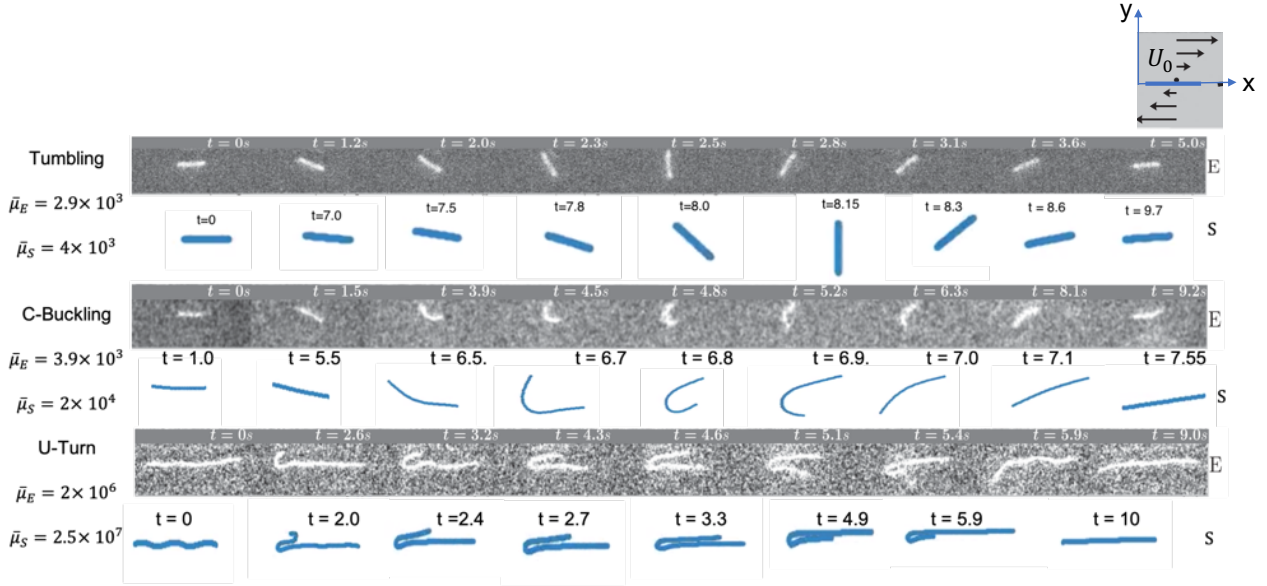 y
U₀
x
t = 0s t = 1.2s t = 2.0s t = 2.3s t = 2.5s t = 2.8s t = 3.1s t = 3.6s t = 5.0s
Tumbling E
μ̄_E = 2.9× 10³
t=0 t=7.0 t=7.5 t=7.8 t=8.0 t=8.15 t = 8.3 t = 8.6 t = 9.7
μ̄_S = 4× 10³ S
t = 0s t = 1.5s t = 3.9s t = 4.5s t = 4.8s t = 5.2s t = 6.3s t = 8.1s t = 9.2s
C-Buckling E
μ̄_E = 3.9× 10³ t = 1.0 t = 5.5 t = 6.5. t = 6.7 t = 6.8 t = 6.9. t = 7.0 t = 7.1 t = 7.55
μ̄_S = 2× 10⁴ S
t = 0s t = 2.6s t = 3.2s t = 4.3s t = 4.6s t = 5.1s t = 5.4s t = 5.9s t = 9.0s
U-Turn E
μ̄_E = 2× 10⁶
t = 0 t = 2.0 t =2.4 t = 2.7 t = 3.3 t = 4.9 t = 5.9 t = 10
μ̄_S = 2.5× 10⁷ S